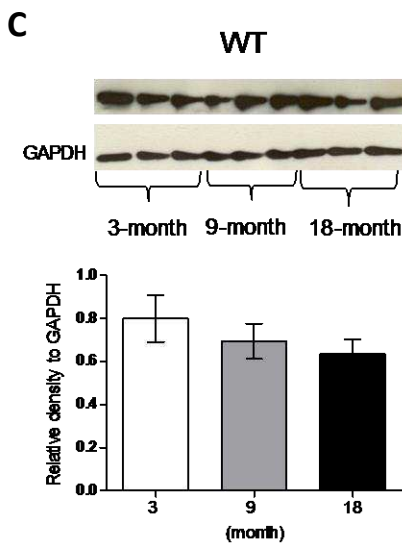 C
WT
GAPDH
3-month 9-month 18-month
Relative density to GAPDH
1.0
0.8
0.6
0.4
0.2
0.0
3 9 18
(month)